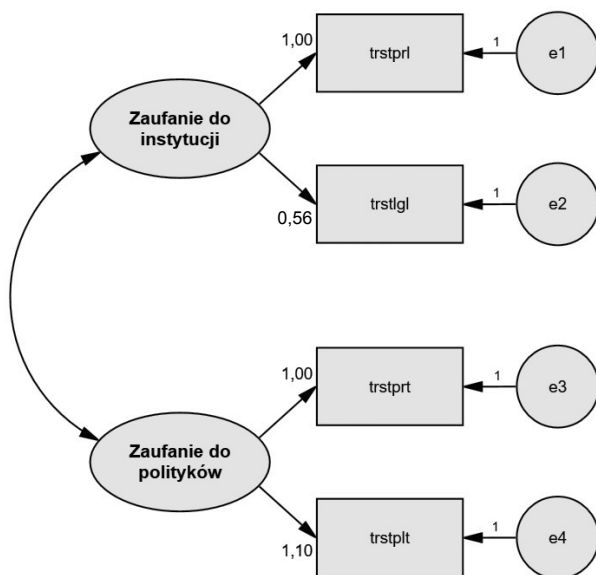 1,00
trstprl
1
e1
Zaufanie do
instytucji
trstlgl
1
e2
0,56
1,00
trstprt
1
e3
Zaufanie do
polityków
trstplt
1
e4
1,10